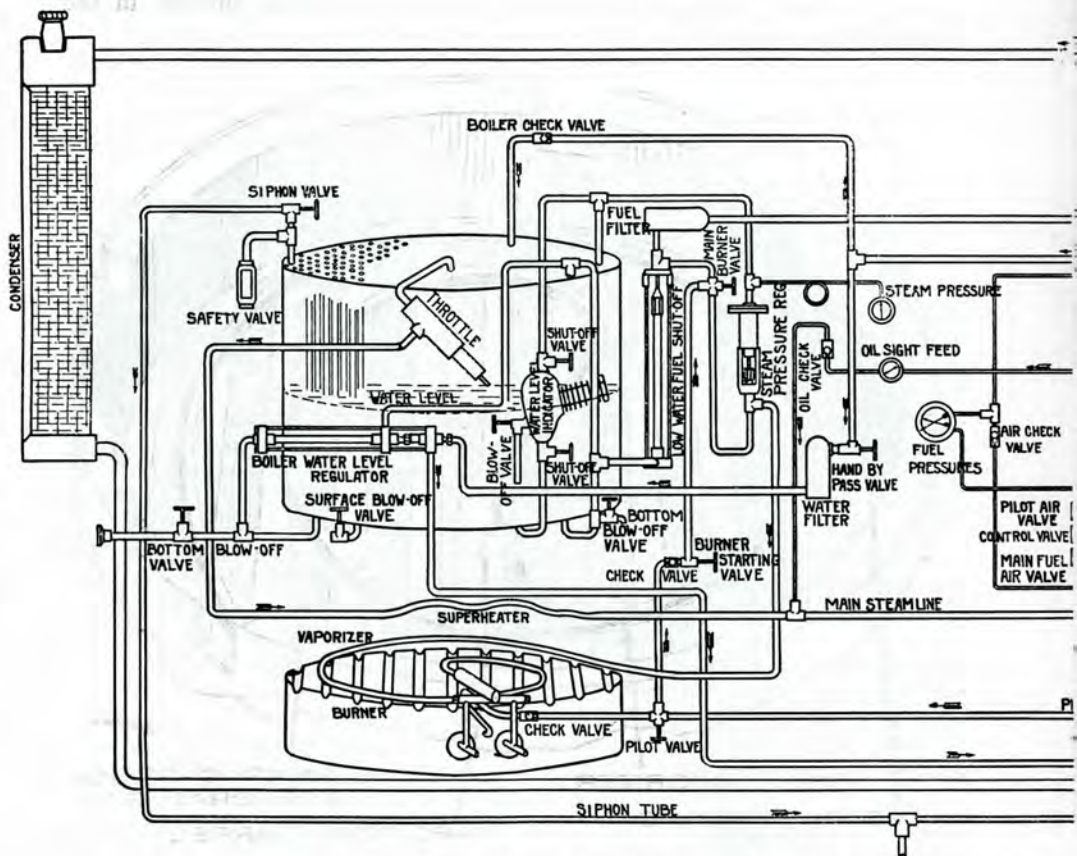 BOILER CHECK VALVE
SIPHON VALVE
FUEL
FILTER
MAIN
BURNER
VALVE
CONDENSER
SAFETY VALVE
THROTTLE
STEAM PRESSURE
STEAM
PRESSURE REG.
SHUT-OFF
VALVE
OIL
CHECK
VALVE
OIL SIGHT FEED
WATER LEVEL
WATER LEVEL
INDICATOR
LOW WATER FUEL SHUT-OFF
BLOW-
OFF VALVE
SHUT-OFF
VALVE
BOILER WATER LEVEL
REGULATOR
AIR CHECK
VALVE
FUEL
PRESSURES
HAND BY
PASS VALVE
WATER
FILTER
SURFACE BLOW-OFF
VALVE
BOTTOM
BLOW-OFF
VALVE
BOTTOM
VALVE
BLOW-OFF
PILOT AIR
VALVE
CONTROL VALVE
MAIN FUEL
AIR VALVE
CHECK
VALVE
BURNER
STARTING
VALVE
SUPERHEATER
MAIN STEAM LINE
VAPORIZER
BURNER
CHECK VALVE
PILOT VALVE
SIPHON TUBE